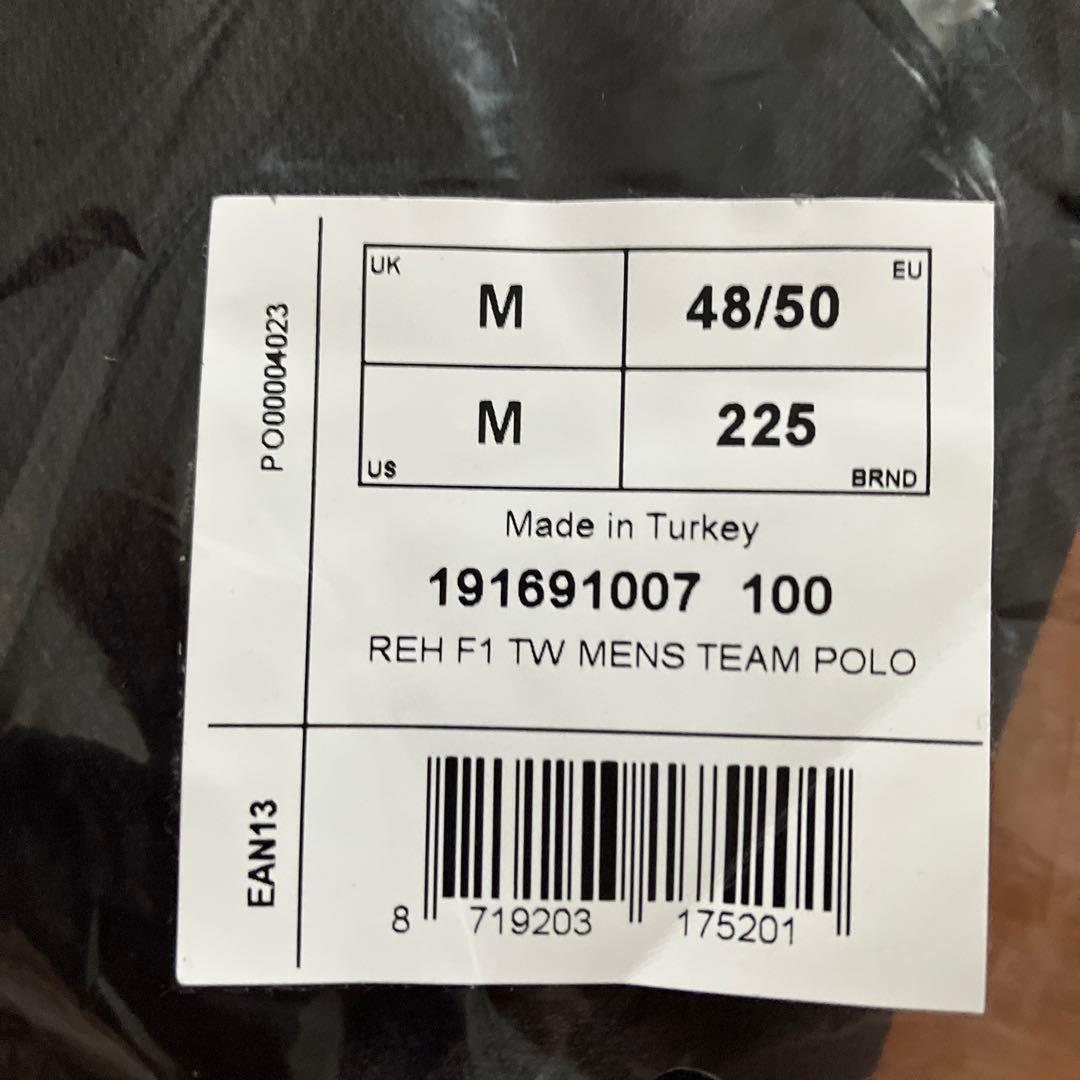 PO00004023
UK M
48/50 EU
US M
225 BRND
Made in Turkey
191691007 100
REH F1 TW MENS TEAM POLO
EAN13
8 719203 175201